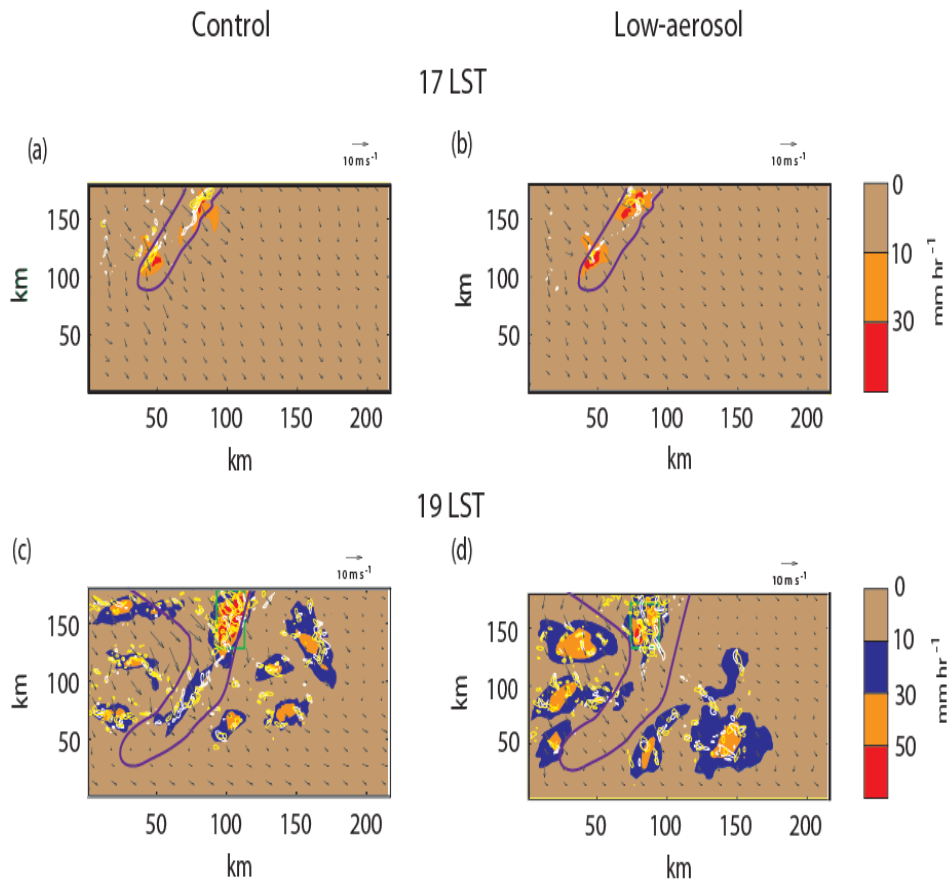 Control Low-aerosol
17 LST
(a) (b)
10 m s-1 10 m s-1
150 150 0
km 100 km 100 10 mm hr-1
50 50 30
50 100 150 200 50 100 150 200
km km
19 LST
(c) (d)
10 m s-1 10 m s-1
0
150 150 10
km 100 km 100 30 mm hr-1
50 50 50
50 100 150 200 50 100 150 200
km km